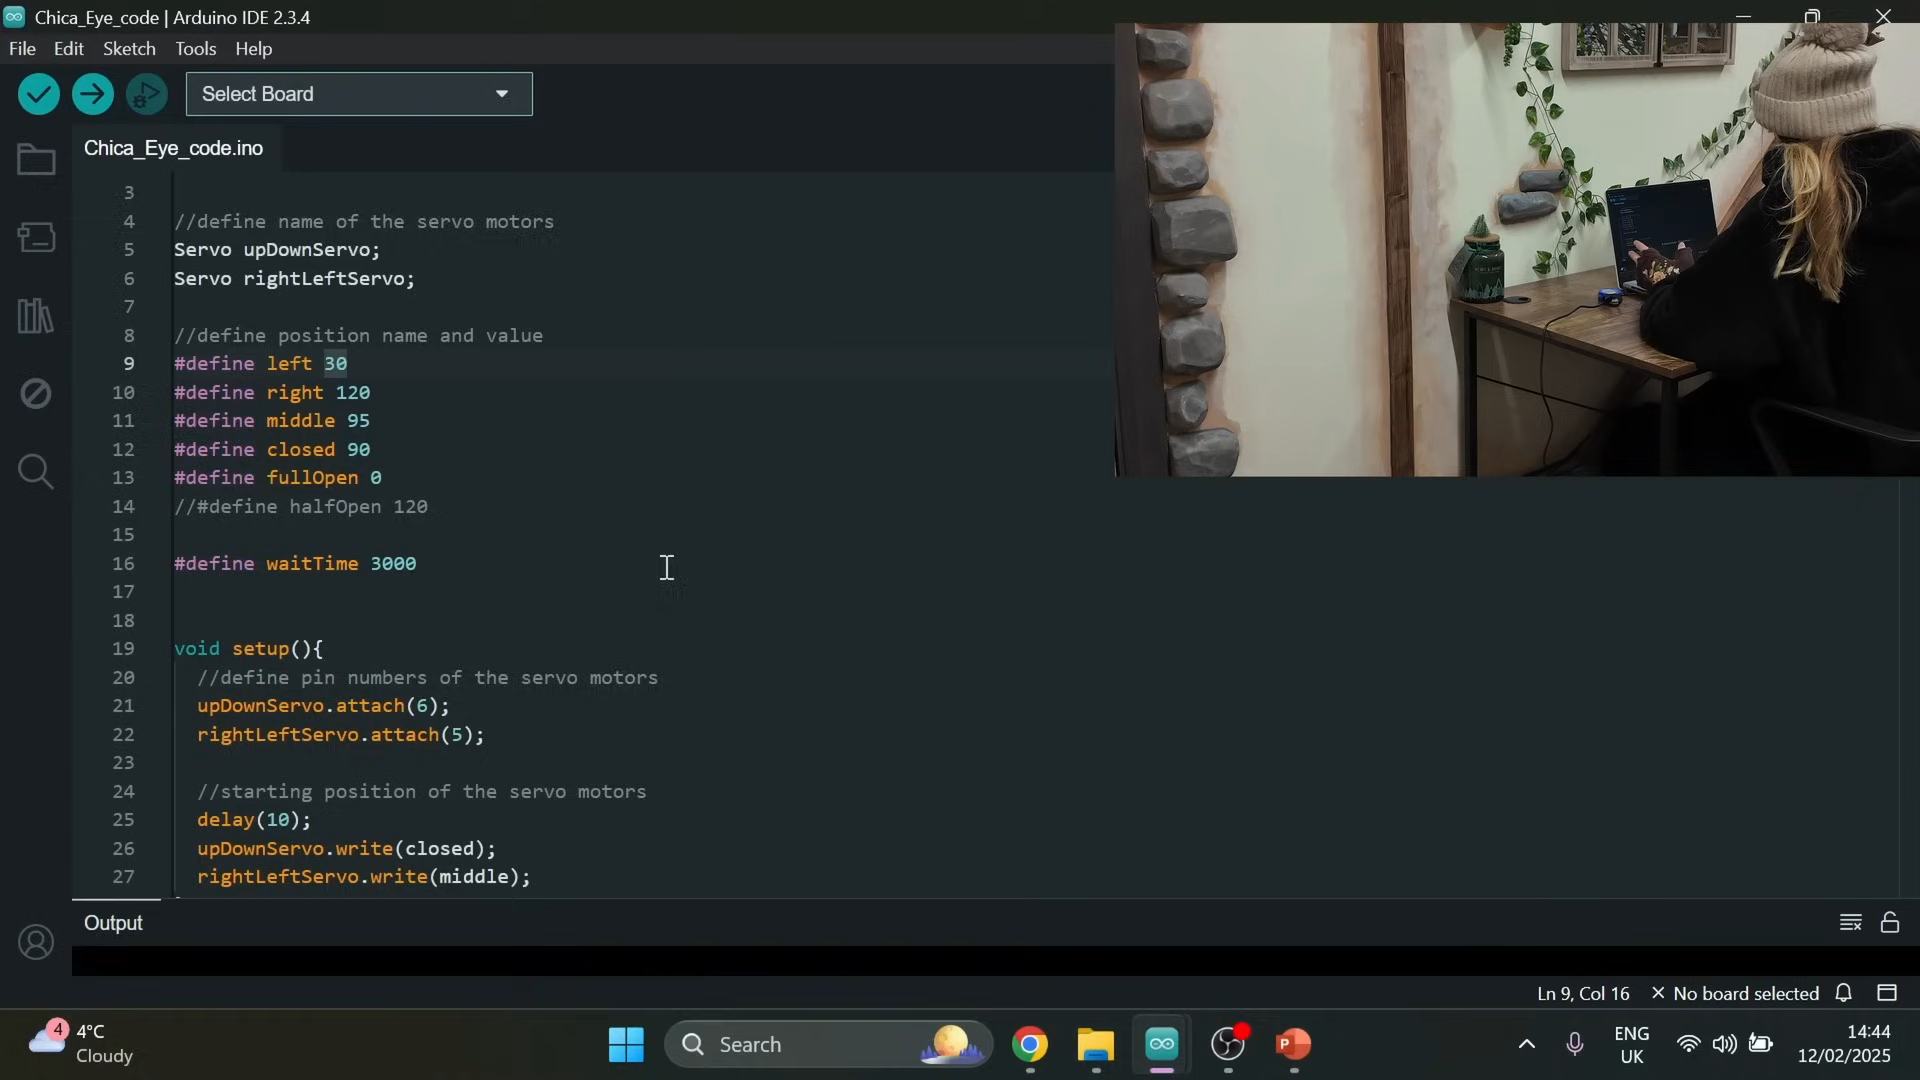 Chica_Eye_code | Arduino IDE 2.3.4
File Edit Sketch Tools Help
Select Board
Chica_Eye_code.ino
3
4 //define name of the servo motors
5 Servo upDownServo;
6 Servo rightLeftServo;
7
8 //define position name and value
9 #define left 30
10 #define right 120
11 #define middle 95
12 #define closed 90
13 #define fullOpen 0
14 //#define halfOpen 120
15
16 #define waitTime 3000
17
18
19 void setup(){
20 //define pin numbers of the servo motors
21 upDownServo.attach(6);
22 rightLeftServo.attach(5);
23
24 //starting position of the servo motors
25 delay(10);
26 upDownServo.write(closed);
27 rightLeftServo.write(middle);
Output
Ln 9, Col 16 × No board selected
4 4°C
Cloudy
Search
P
ENG
UK
14:44
12/02/2025